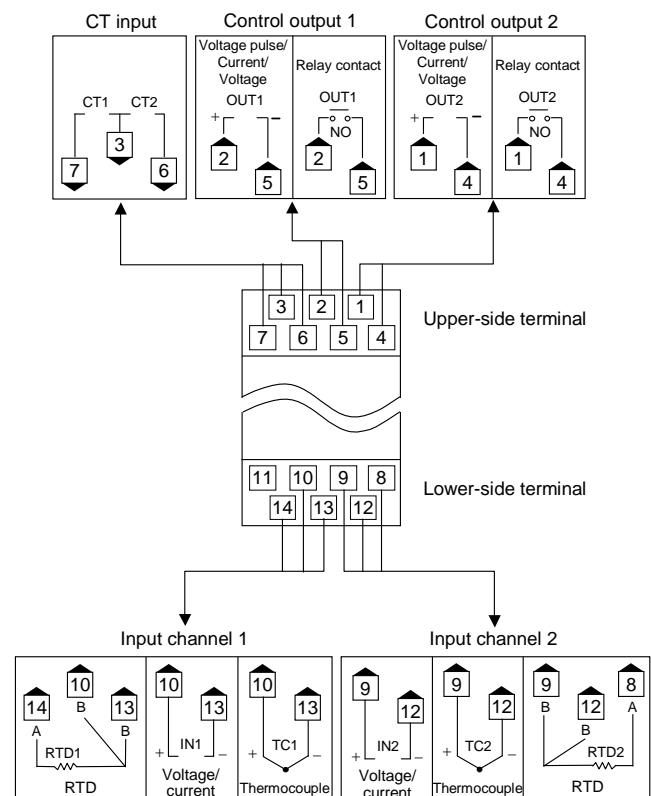 CT input
Control output 1
Control output 2
Voltage pulse/
Current/
Voltage
Relay contact
Voltage pulse/
Current/
Voltage
Relay contact
CT1 CT2
OUT1
OUT1
OUT2
OUT2
+ −
NO
+ −
NO
3
7 6
2
5
2
5
1
4
1
4
3 2 1
7 6 5 4
Upper-side terminal
11 10 9 8
14 13 12
Lower-side terminal
Input channel 1
Input channel 2
14 10 13
A B B
RTD1
RTD
10 13
+ IN1 −
Voltage/
current
10 13
+ TC1 −
Thermocouple
9 12
+ IN2 −
Voltage/
current
9 12
+ TC2 −
Thermocouple
9 12 8
B B A
RTD2
RTD